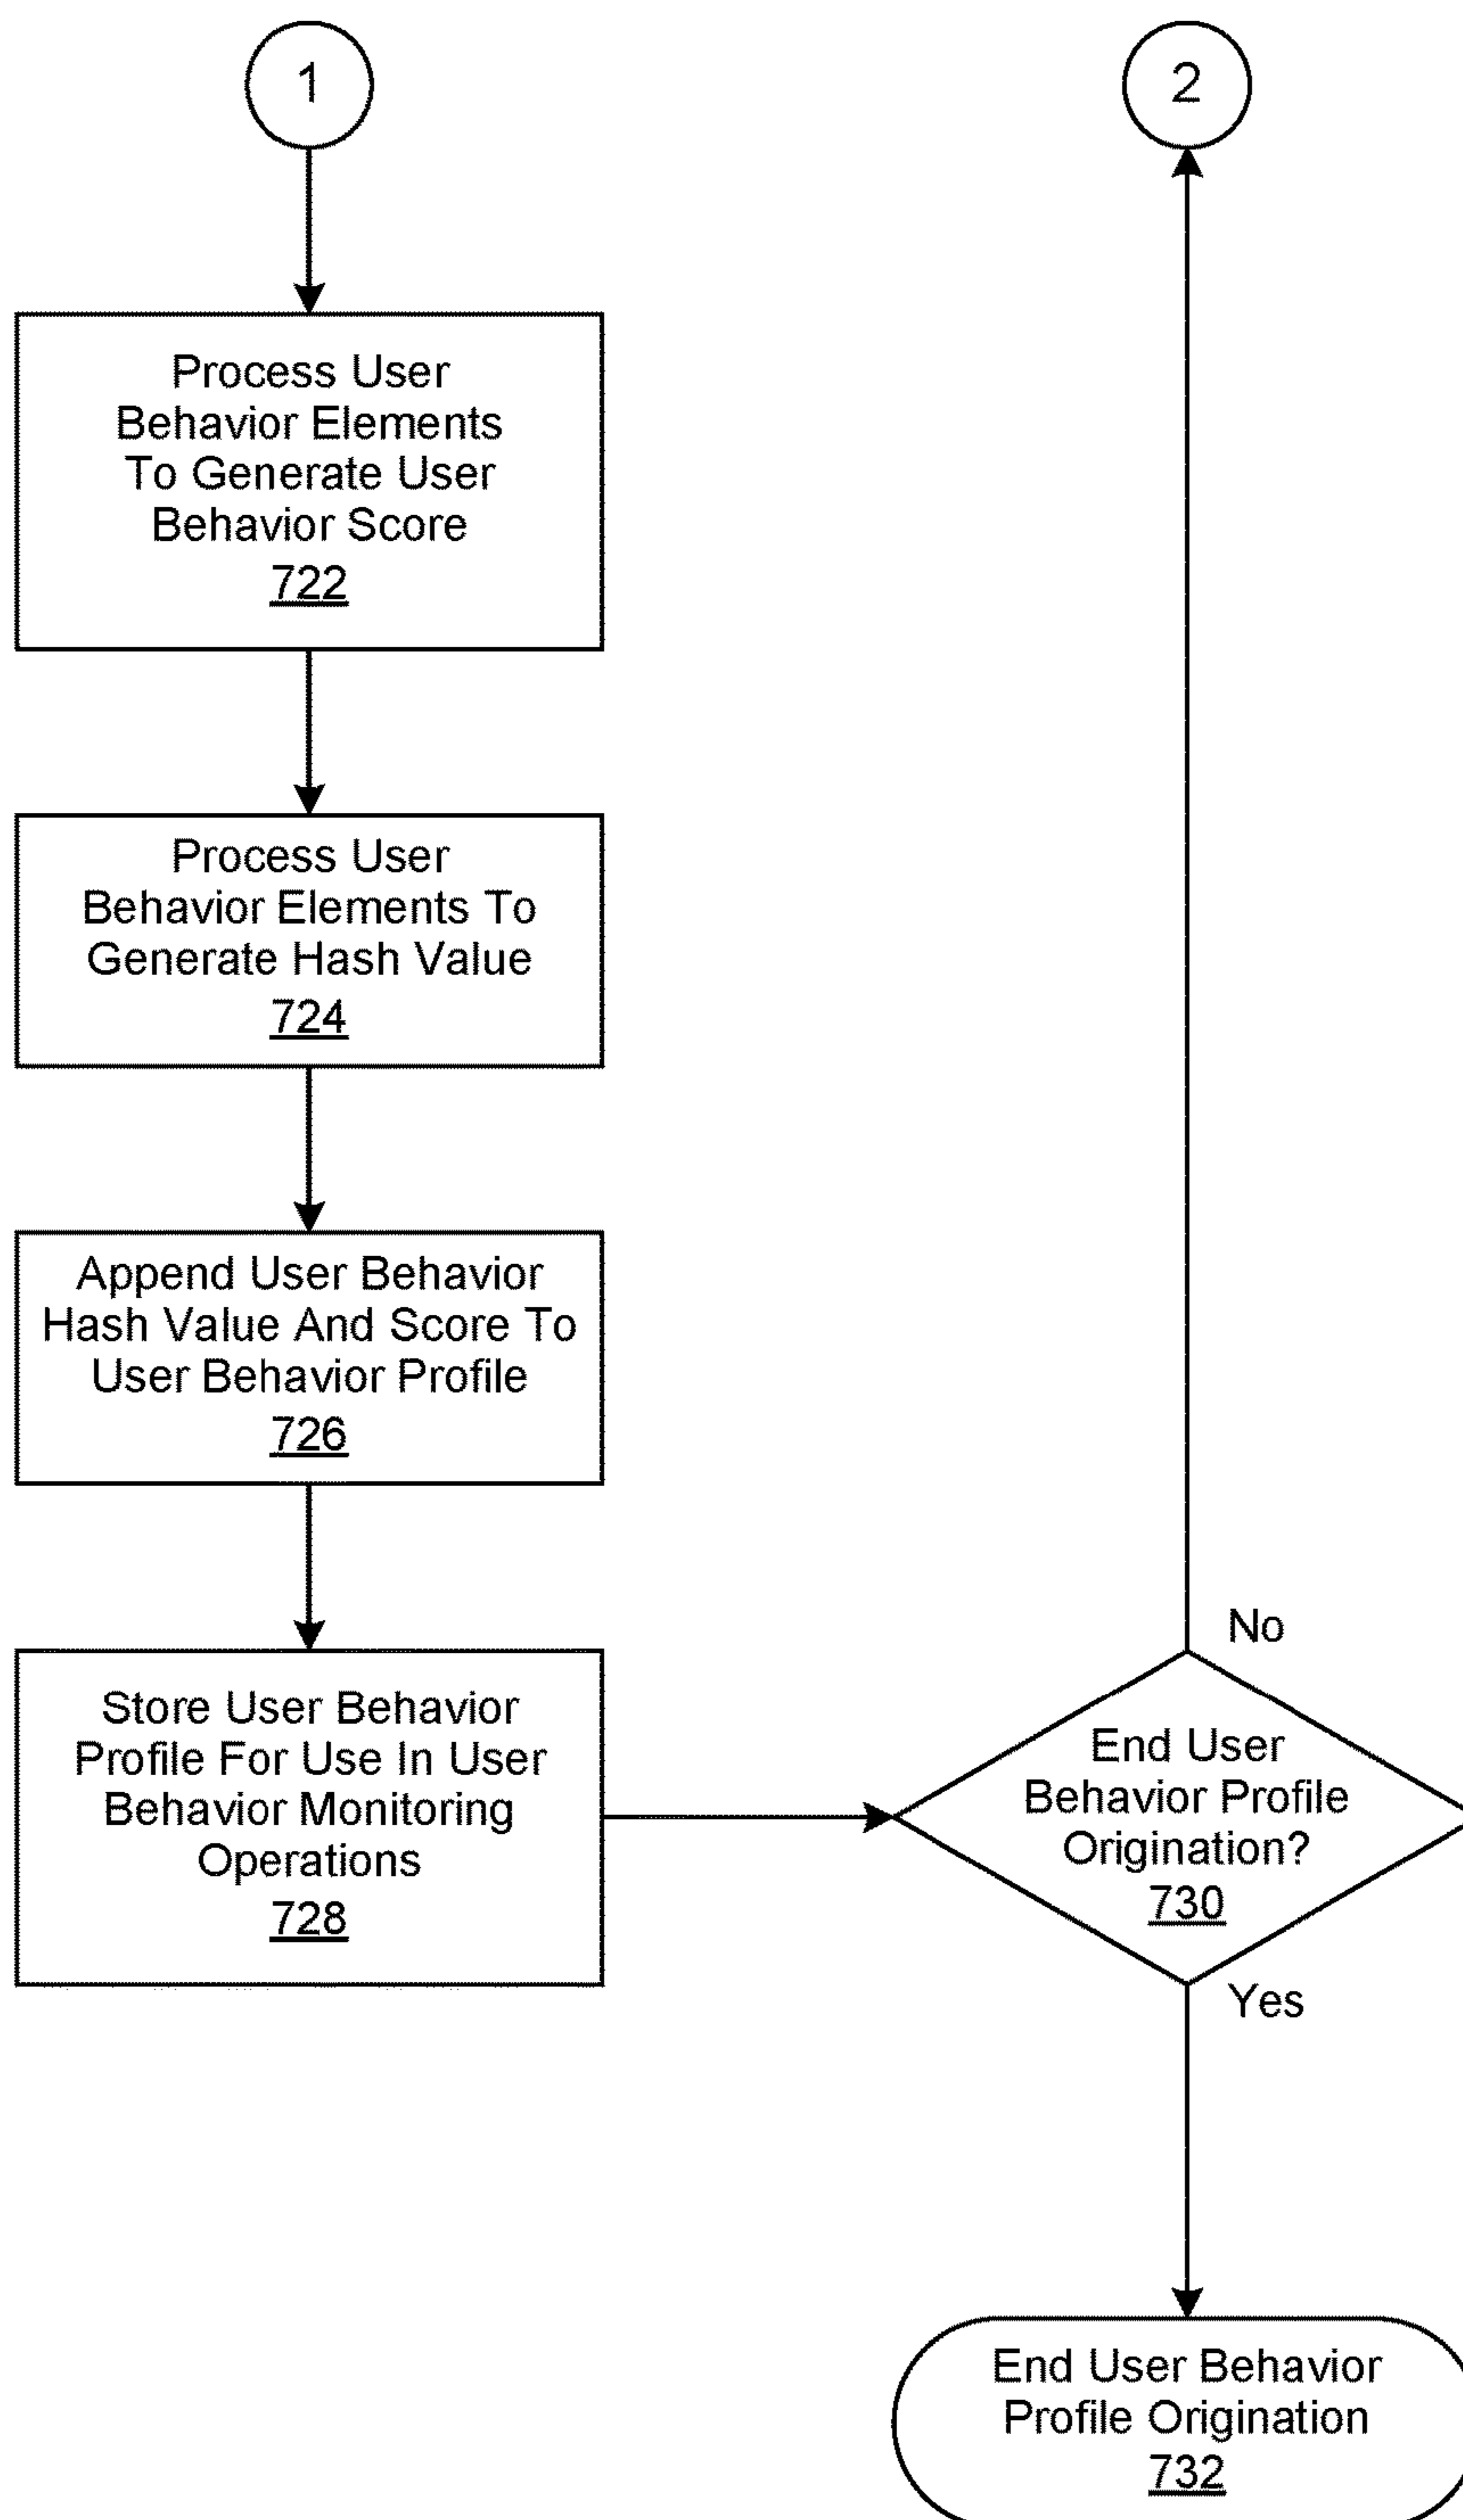 1
Process User
Behavior Elements
To Generate User
Behavior Score
722
Process User
Behavior Elements To
Generate Hash Value
724
Append User Behavior
Hash Value And Score To
User Behavior Profile
726
Store User Behavior
Profile For Use In User
Behavior Monitoring
Operations
728
2
No
End User
Behavior Profile
Origination?
730
Yes
End User Behavior
Profile Origination
732